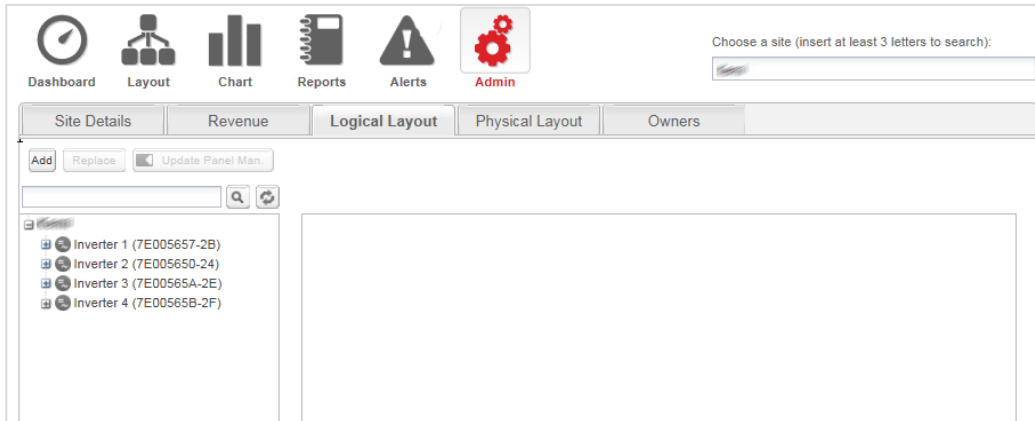 Choose a site (insert at least 3 letters to search):
Dashboard Layout Chart Reports Alerts Admin
Site Details Revenue Logical Layout Physical Layout Owners
Add Replace Update Panel Man.
Inverter 1 (7E005657-2B)
Inverter 2 (7E005650-24)
Inverter 3 (7E00565A-2E)
Inverter 4 (7E00565B-2F)